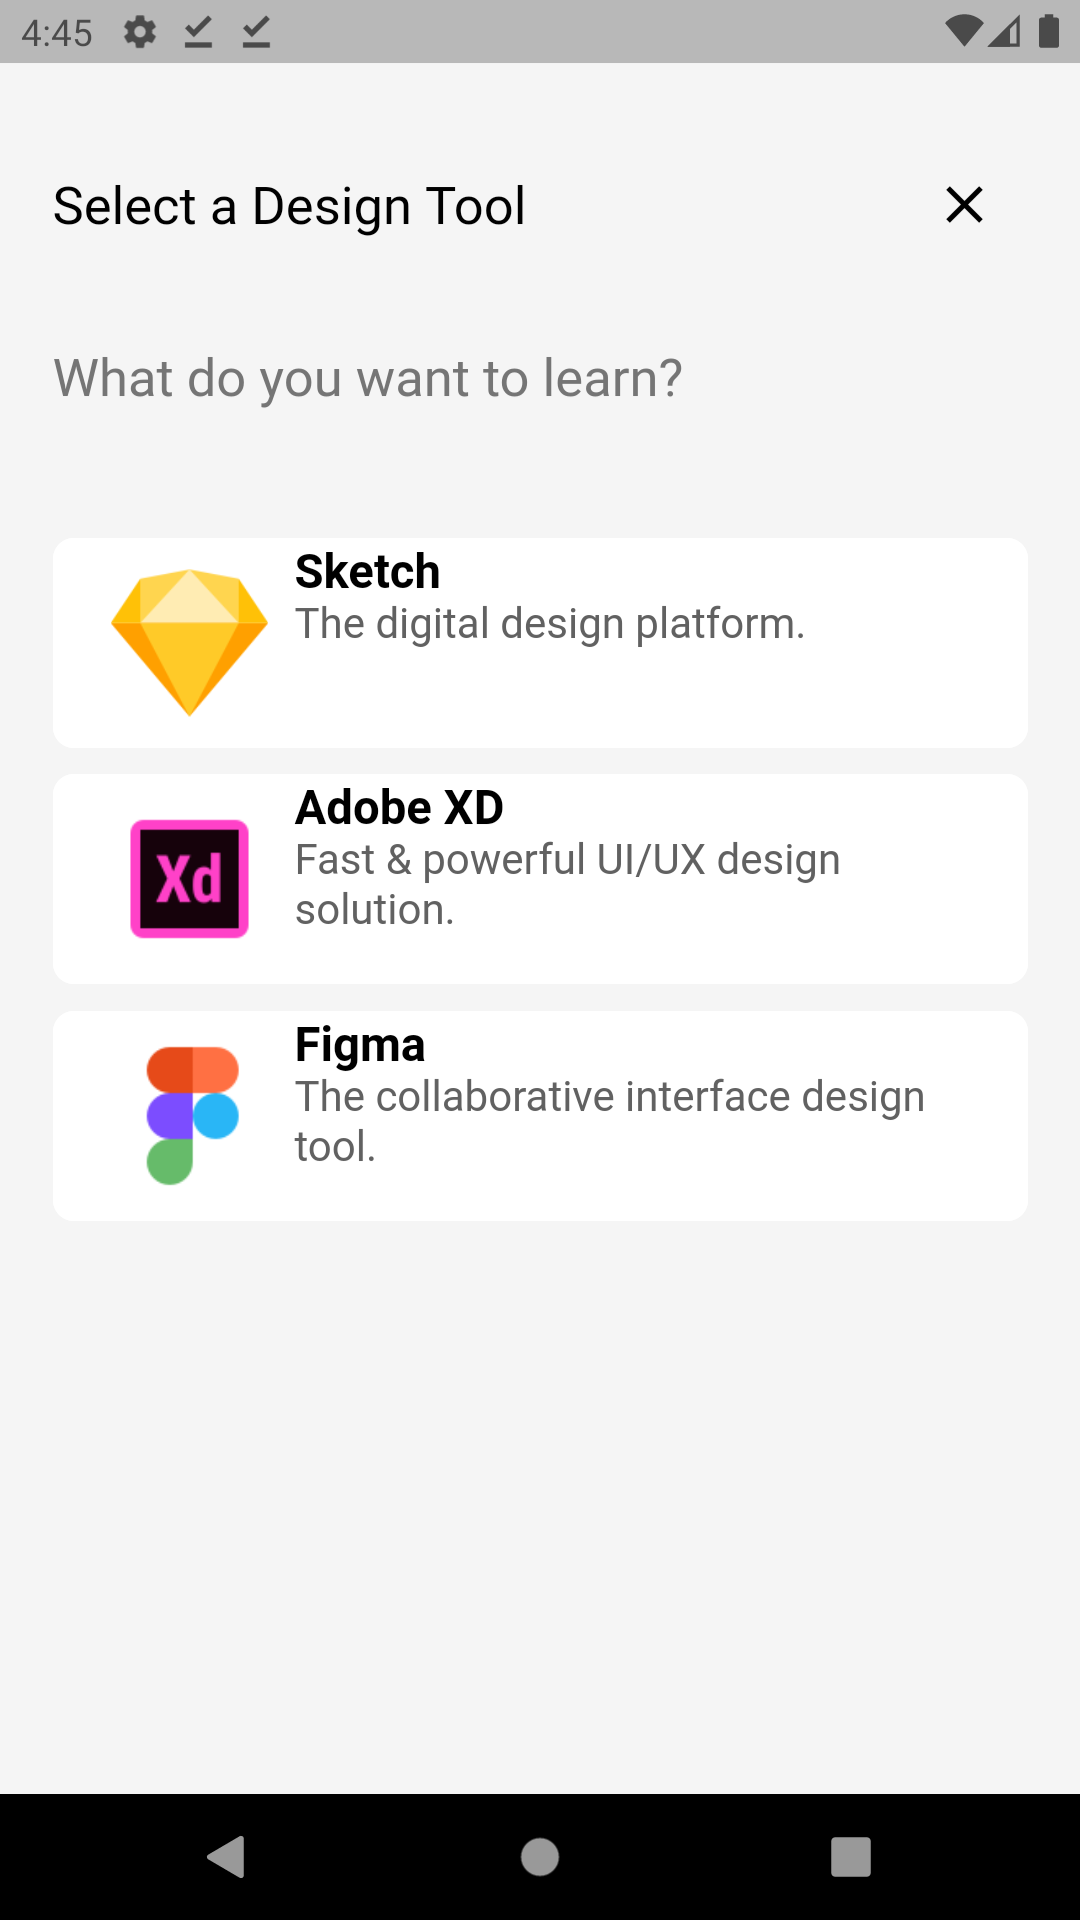 4:45
Select a Design Tool
What do you want to learn?
Sketch
The digital design platform.
Xd
Adobe XD
Fast & powerful UI/UX design
solution.
Figma
The collaborative interface design
tool.